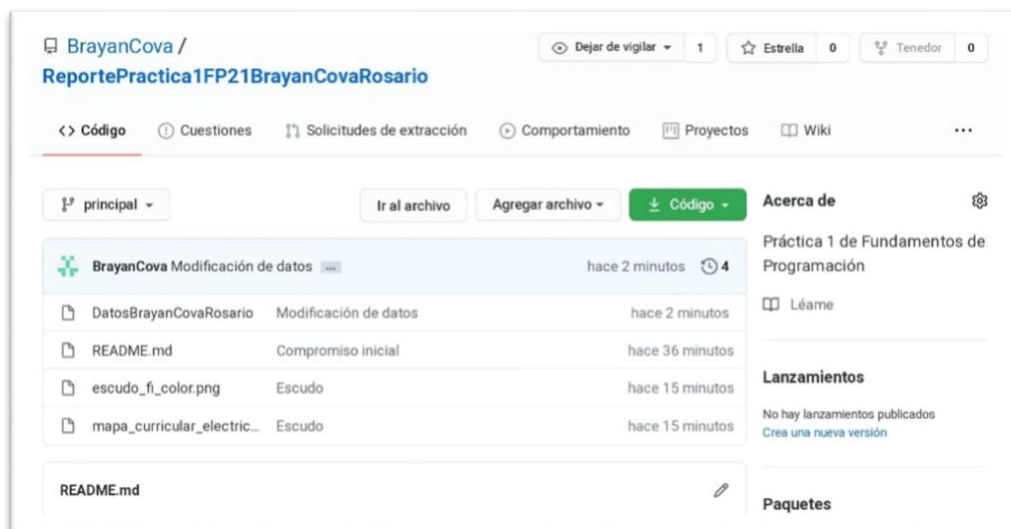 BrayanCova /
Dejar de vigilar 1
Estrella 0
Tenedor 0
ReportePractica1FP21BrayanCovaRosario
<> Código
Cuestiones
Solicitudes de extracción
Comportamiento
Proyectos
Wiki
...
principal
Ir al archivo
Agregar archivo
Código
BrayanCova Modificación de datos ... hace 2 minutos 4
DatosBrayanCovaRosario Modificación de datos hace 2 minutos
README.md Compromiso inicial hace 36 minutos
escudo_fi_color.png Escudo hace 15 minutos
mapa_curricular_electric... Escudo hace 15 minutos
README.md
Acerca de
Práctica 1 de Fundamentos de
Programación
Léame
Lanzamientos
No hay lanzamientos publicados
Crea una nueva versión
Paquetes